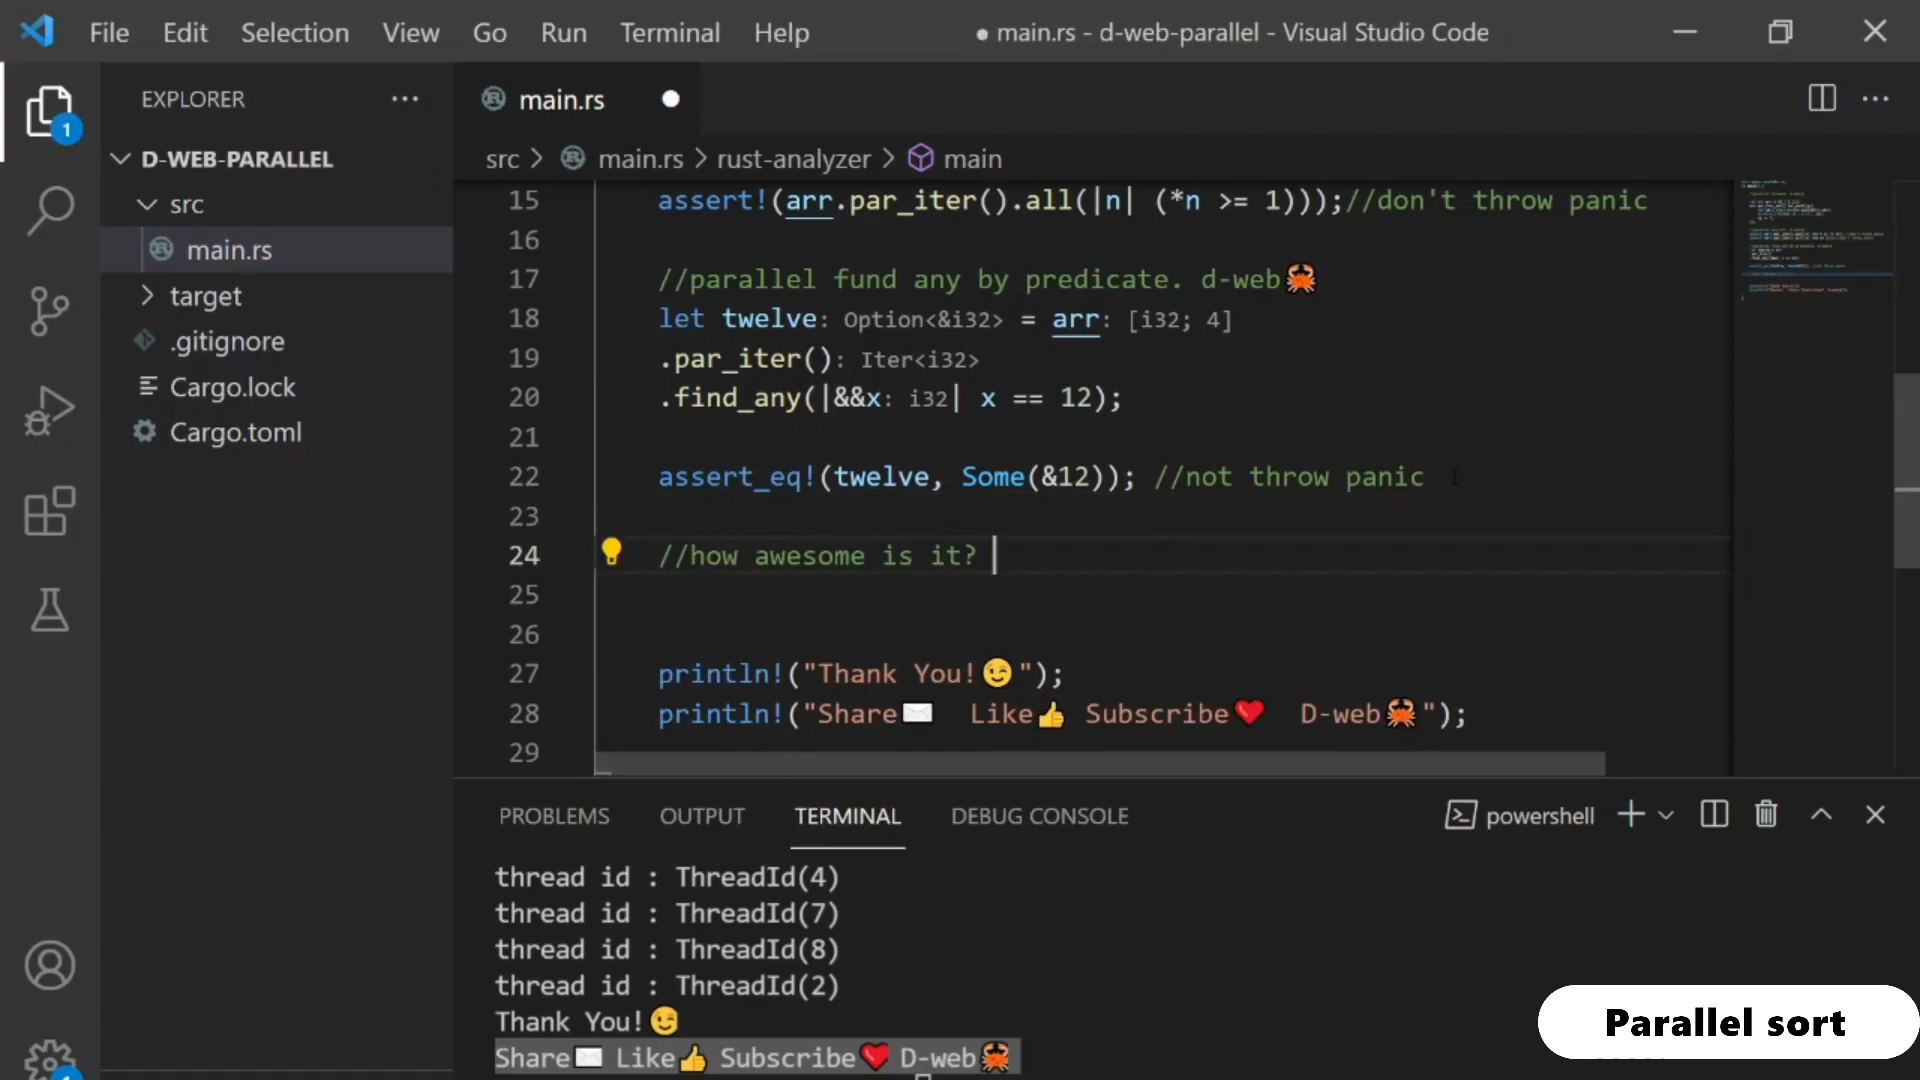 File Edit Selection View Go Run Terminal Help ● main.rs - d-web-parallel - Visual Studio Code
EXPLORER ···
main.rs
1
D-WEB-PARALLEL
src > main.rs > rust-analyzer > main
src
main.rs
target
.gitignore
Cargo.lock
Cargo.toml
15 assert!(arr.par_iter().all(|n| (*n >= 1)));//don't throw panic
16
17 //parallel fund any by predicate. d-web🦀
18 let twelve: Option<&i32> = arr: [i32; 4]
19 .par_iter(): Iter<i32>
20 .find_any(|&&x: i32| x == 12);
21
22 assert_eq!(twelve, Some(&12)); //not throw panic
23
24 //how awesome is it?
25
26
27 println!("Thank You!😉");
28 println!("Share✉️ Like👍 Subscribe❤️ D-web🦀");
29
PROBLEMS OUTPUT TERMINAL DEBUG CONSOLE powershell
thread id : ThreadId(4)
thread id : ThreadId(7)
thread id : ThreadId(8)
thread id : ThreadId(2)
Thank You!😉
Share✉️ Like👍 Subscribe❤️ D-web🦀
Parallel sort